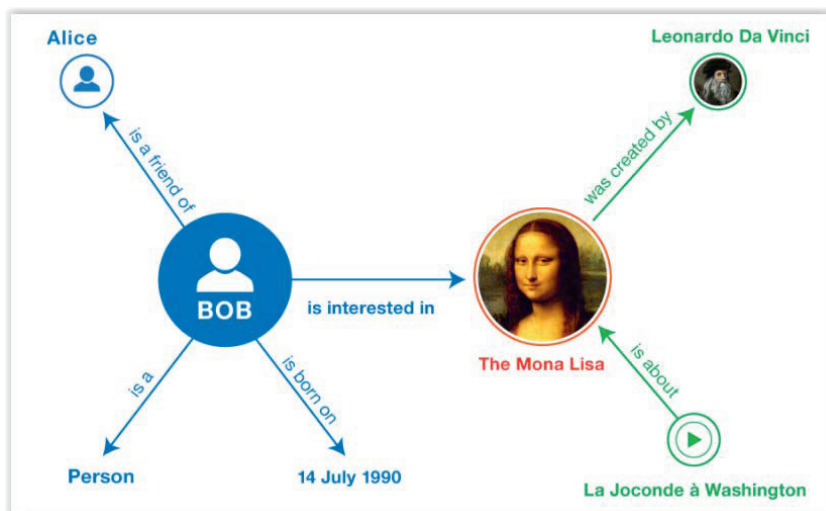 Alice
Leonardo Da Vinci
is a friend of
was created by
BOB
is interested in
The Mona Lisa
is a
is born on
is about
Person
14 July 1990
La Joconde à Washington